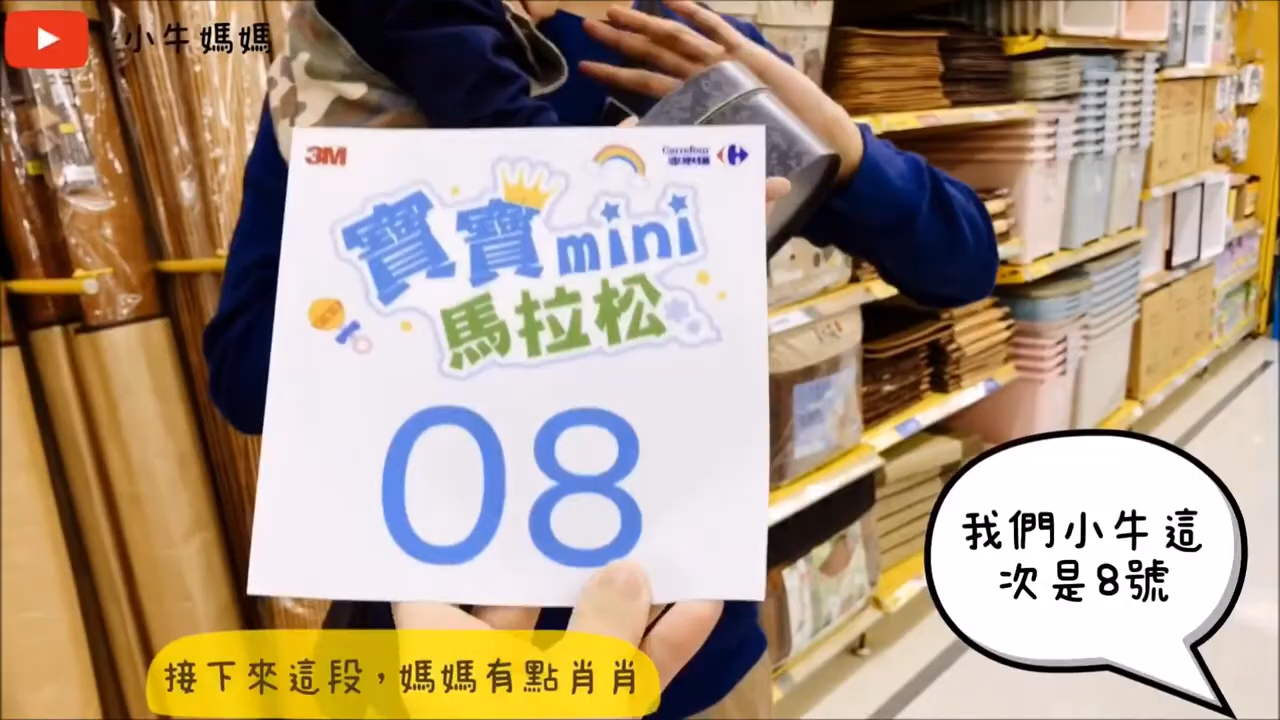 小牛媽媽
3M
Carrefour
家樂福
寶寶mini
馬拉松
08
我們小牛這
次是8號
接下來這段，媽媽有點肖肖